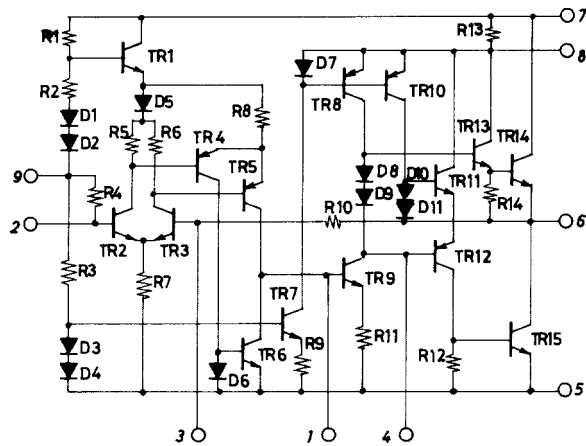 R1
TR1
R13
7
8
D7
R2
D5
R8
TR8
TR10
D1
R5
R6
TR4
TR13
TR14
D2
TR5
D8
D10
TR11
9
R4
D9
D11
R14
2
R10
6
TR2
TR3
R3
R7
TR7
TR9
TR12
D3
TR6
R9
R11
R12
TR15
D4
D6
5
3
1
4